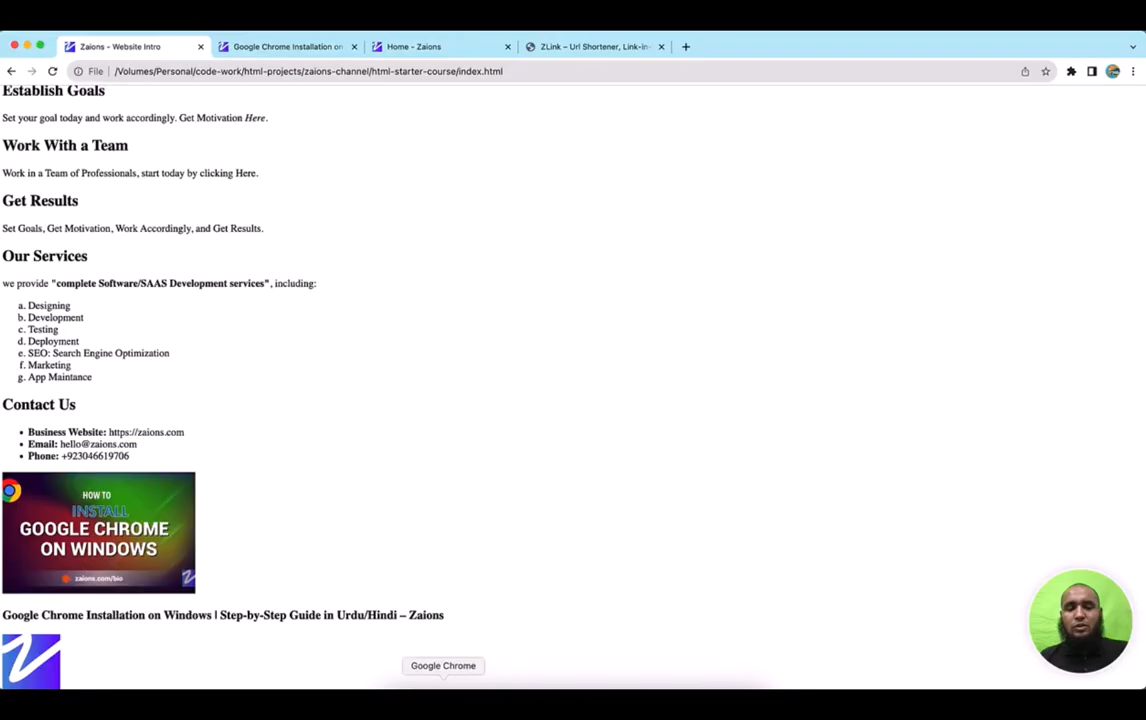 Zaions - Website Intro
Google Chrome Installation on
Home - Zaions
ZLink – Url Shortener, Link-In-
File
/Volumes/Personal/code-work/html-projects/zaions-channel/html-starter-course/index.html
Establish Goals
Set your goal today and work accordingly. Get Motivation Here.
Work With a Team
Work in a Team of Professionals, start today by clicking Here.
Get Results
Set Goals, Get Motivation, Work Accordingly, and Get Results.
Our Services
we provide "complete Software/SAAS Development services", including:
a. Designing
b. Development
c. Testing
d. Deployment
e. SEO: Search Engine Optimization
f. Marketing
g. App Maintance
Contact Us
• Business Website: https://zaions.com
• Email: hello@zaions.com
• Phone: +923046619706
HOW TO
INSTALL
GOOGLE CHROME
ON WINDOWS
zaions.com/bio
Google Chrome Installation on Windows | Step-by-Step Guide in Urdu/Hindi – Zaions
Google Chrome